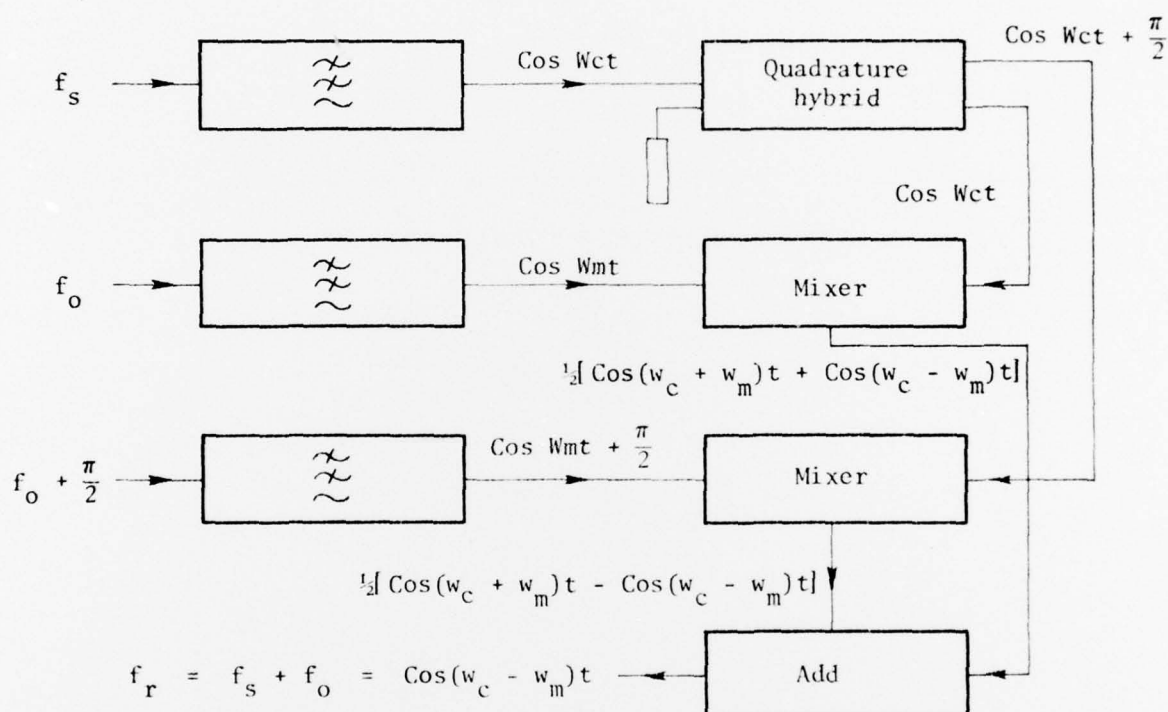 Cos Wct + π/2
f_s
Cos Wct
Quadrature
hybrid
Cos Wct
f_o
Cos Wmt
Mixer
½[ Cos(w_c + w_m)t + Cos(w_c - w_m)t]
f_o + π/2
Cos Wmt + π/2
Mixer
½[ Cos(w_c + w_m)t - Cos(w_c - w_m)t]
f_r = f_s + f_o = Cos(w_c - w_m)t
Add